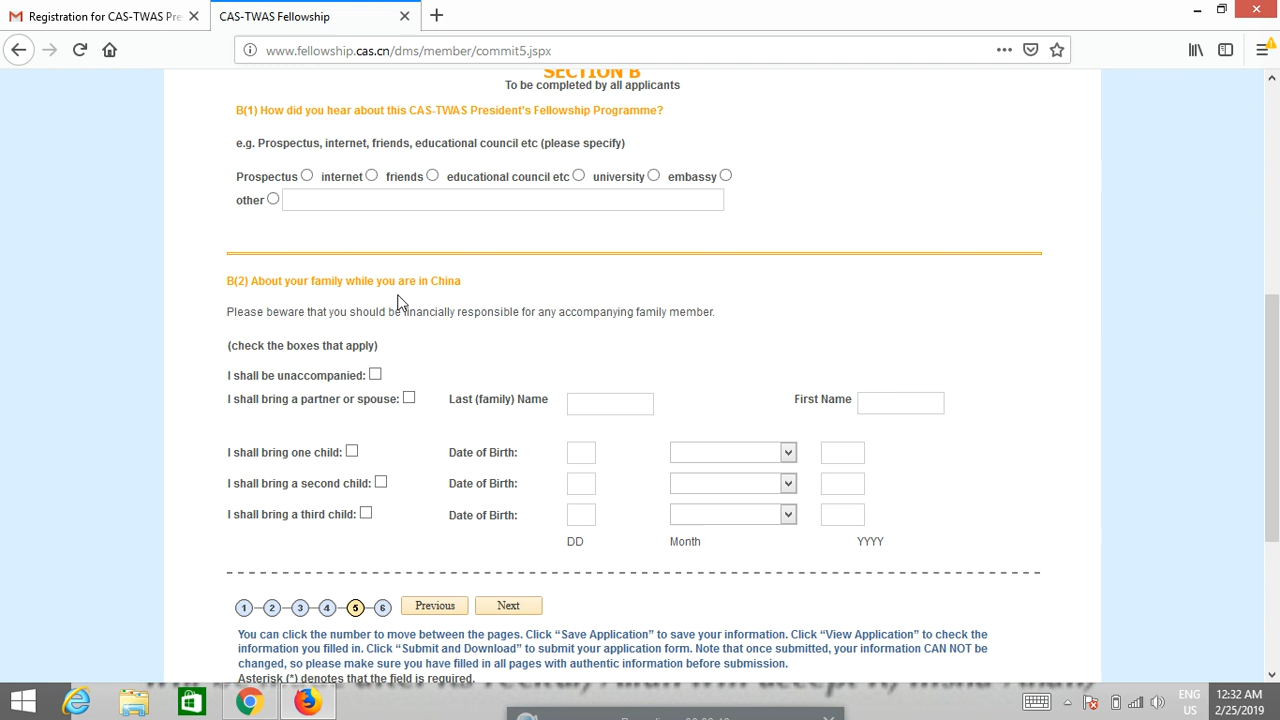 Registration for CAS-TWAS Pre
CAS-TWAS Fellowship
www.fellowship.cas.cn/dms/member/commit5.jspx
SECTION B
To be completed by all applicants
B(1) How did you hear about this CAS-TWAS President's Fellowship Programme?
e.g. Prospectus, internet, friends, educational council etc (please specify)
Prospectus internet friends educational council etc university embassy
other
B(2) About your family while you are in China
Please beware that you should be financially responsible for any accompanying family member.
(check the boxes that apply)
I shall be unaccompanied:
I shall bring a partner or spouse: Last (family) Name First Name
I shall bring one child: Date of Birth:
I shall bring a second child: Date of Birth:
I shall bring a third child: Date of Birth:
DD Month YYYY
1 2 3 4 5 6 Previous Next
You can click the number to move between the pages. Click “Save Application” to save your information. Click “View Application” to check the
information you filled in. Click “Submit and Download” to submit your application form. Note that once submitted, your information CAN NOT be
changed, so please make sure you have filled in all pages with authentic information before submission.
Asterisk (*) denotes that the field is required.
ENG 12:32 AM
US 2/25/2019